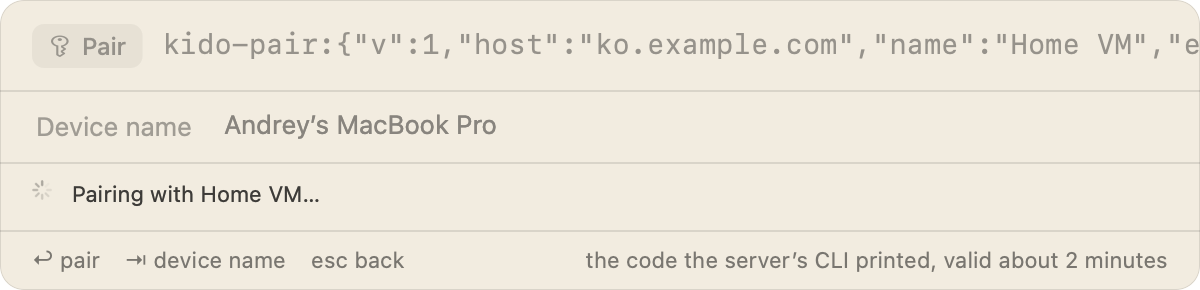 Pair kido-pair:{"v":1,"host":"ko.example.com","name":"Home VM","e
Device name Andrey’s MacBook Pro
Pairing with Home VM…
↩ pair ⇥ device name esc back the code the server’s CLI printed, valid about 2 minutes